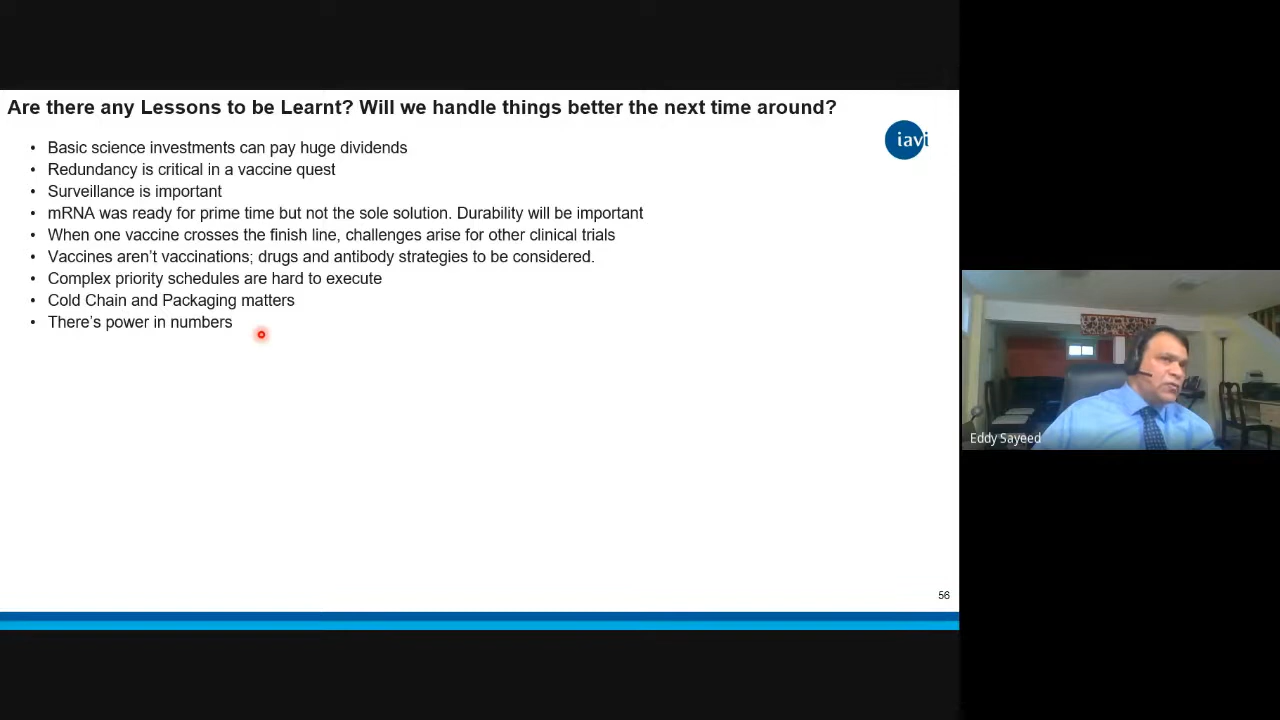 Are there any Lessons to be Learnt? Will we handle things better the next time around?
iavi
• Basic science investments can pay huge dividends
• Redundancy is critical in a vaccine quest
• Surveillance is important
• mRNA was ready for prime time but not the sole solution. Durability will be important
• When one vaccine crosses the finish line, challenges arise for other clinical trials
• Vaccines aren’t vaccinations; drugs and antibody strategies to be considered.
• Complex priority schedules are hard to execute
• Cold Chain and Packaging matters
• There’s power in numbers
Eddy Sayeed
56